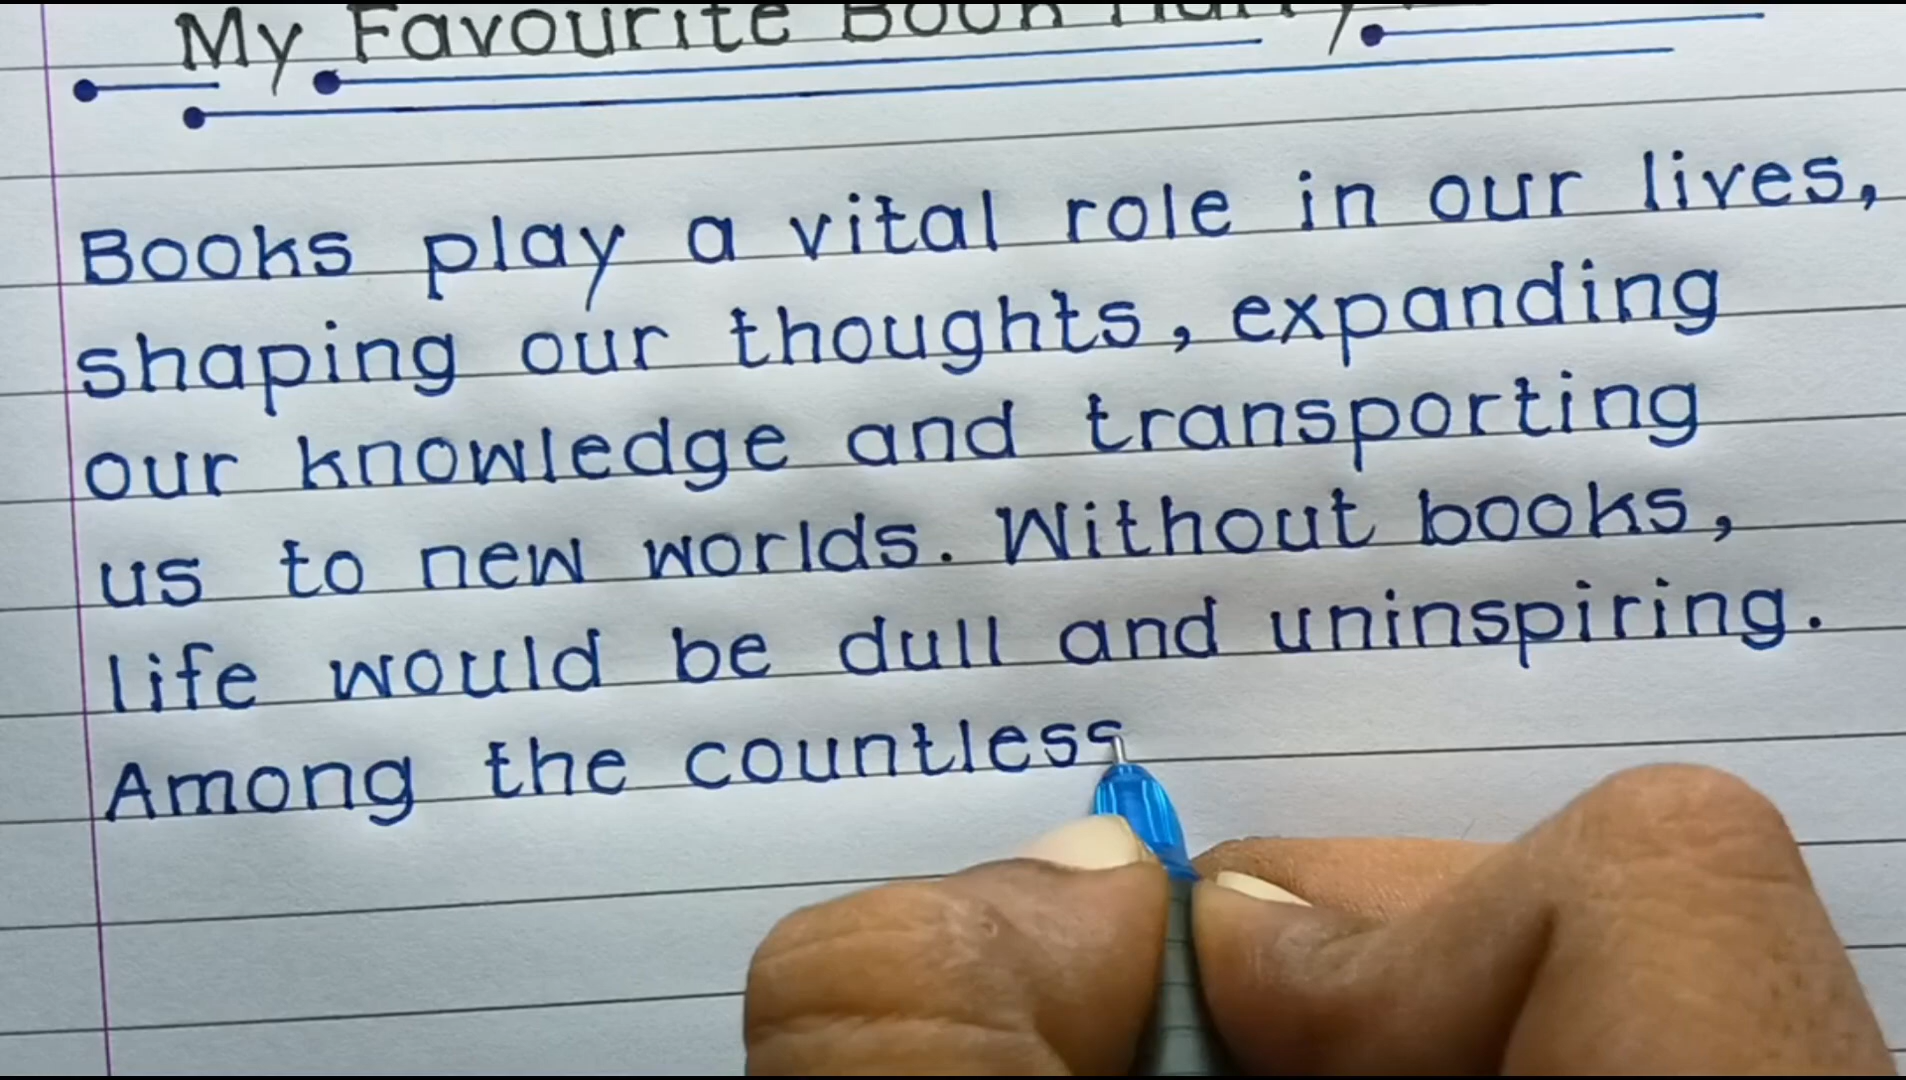 My Favourite Book Harry
Books play a vital role in our lives,
shaping our thoughts, expanding
our knowledge and transporting
us to new worlds. Without books,
life would be dull and uninspiring.
Among the countless